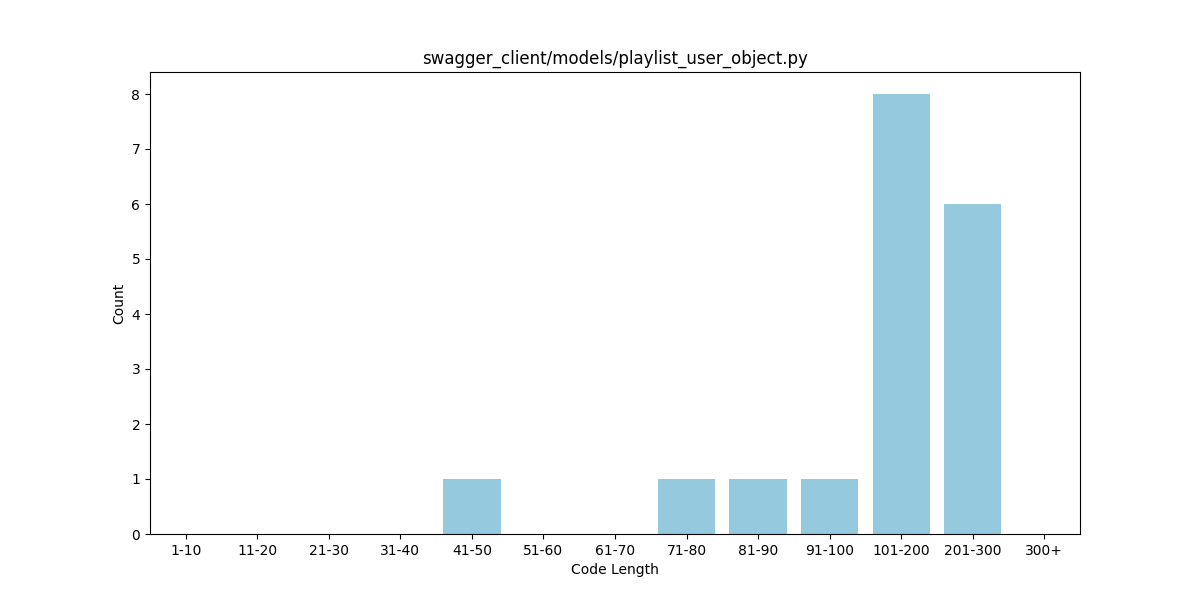 swagger_client/models/playlist_user_object.py
8
7
6
5
4
3
2
1
0
Count
1-10 11-20 21-30 31-40 41-50 51-60 61-70 71-80 81-90 91-100 101-200 201-300 300+
Code Length